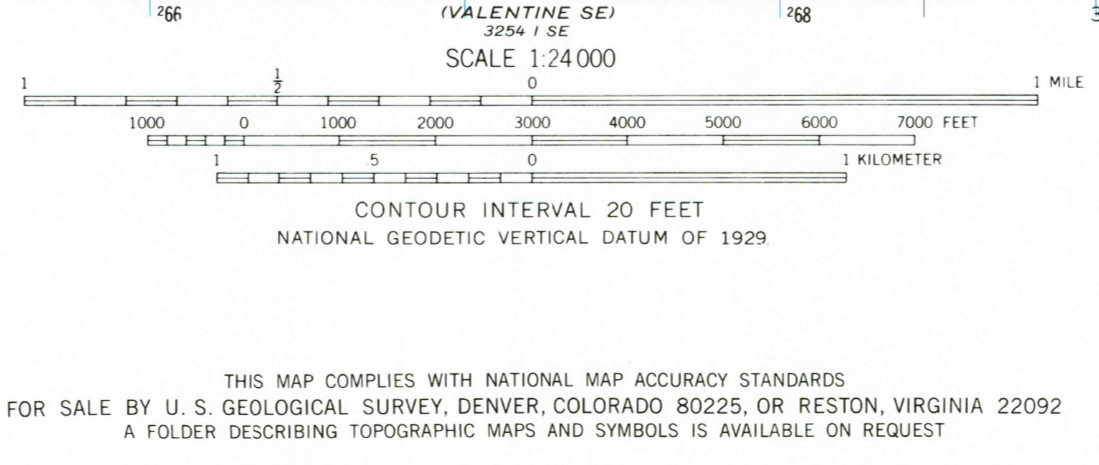 ²66 (VALENTINE SE) ²68
3254 I SE
SCALE 1:24 000
1 1/2 0 1 MILE
1000 0 1000 2000 3000 4000 5000 6000 7000 FEET
1 .5 0 1 KILOMETER
CONTOUR INTERVAL 20 FEET
NATIONAL GEODETIC VERTICAL DATUM OF 1929
THIS MAP COMPLIES WITH NATIONAL MAP ACCURACY STANDARDS
FOR SALE BY U. S. GEOLOGICAL SURVEY, DENVER, COLORADO 80225, OR RESTON, VIRGINIA 22092
A FOLDER DESCRIBING TOPOGRAPHIC MAPS AND SYMBOLS IS AVAILABLE ON REQUEST